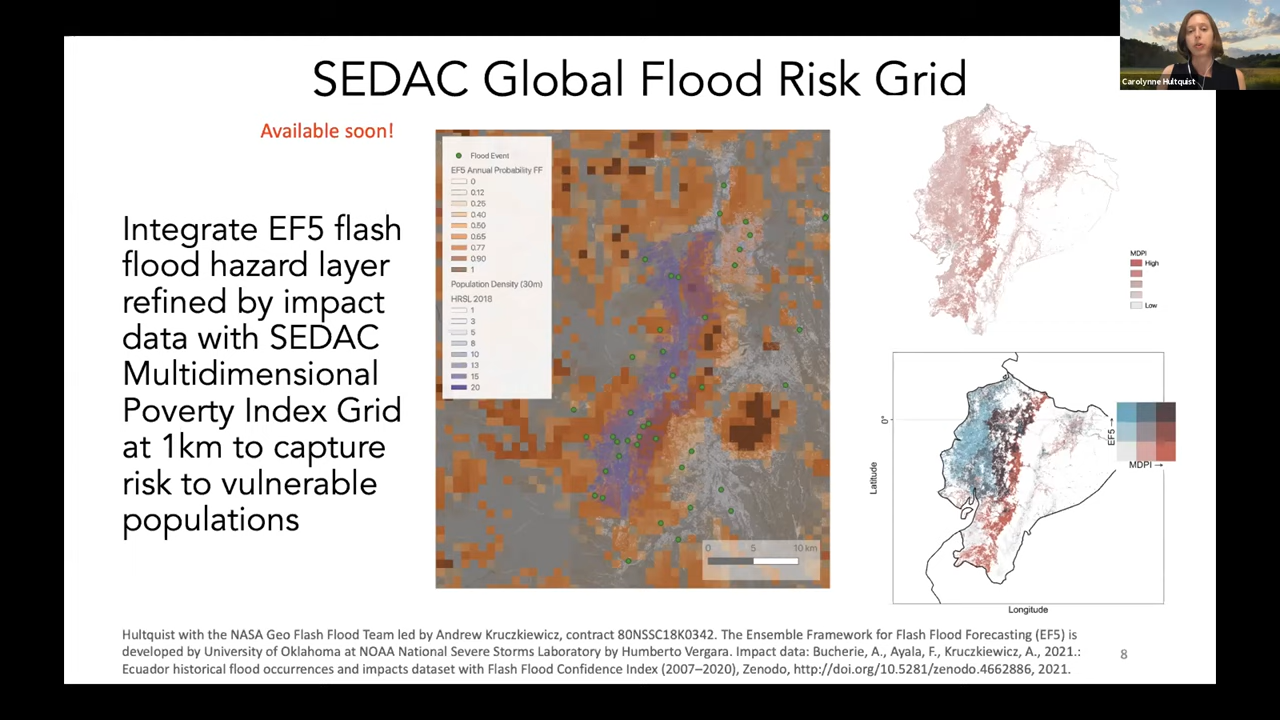 Carolynne Hultquist
SEDAC Global Flood Risk Grid
Available soon!
Integrate EF5 flash
flood hazard layer
refined by impact
data with SEDAC
Multidimensional
Poverty Index Grid
at 1km to capture
risk to vulnerable
populations
Flood Event
EF5 Annual Probability FF
0
0.12
0.25
0.40
0.50
0.65
0.77
0.90
1
Population Density (30m)
HRSL 2018
1
3
5
8
10
13
15
20
0 5 10 km
MDPI
High
Low
0°
Latitude
Longitude
EF5 →
MDPI →
Hultquist with the NASA Geo Flash Flood Team led by Andrew Kruczkiewicz, contract 80NSSC18K0342. The Ensemble Framework for Flash Flood Forecasting (EF5) is
developed by University of Oklahoma at NOAA National Severe Storms Laboratory by Humberto Vergara. Impact data: Bucherie, A., Ayala, F., Kruczkiewicz, A., 2021.:
Ecuador historical flood occurrences and impacts dataset with Flash Flood Confidence Index (2007–2020), Zenodo, http://doi.org/10.5281/zenodo.4662886, 2021.
8